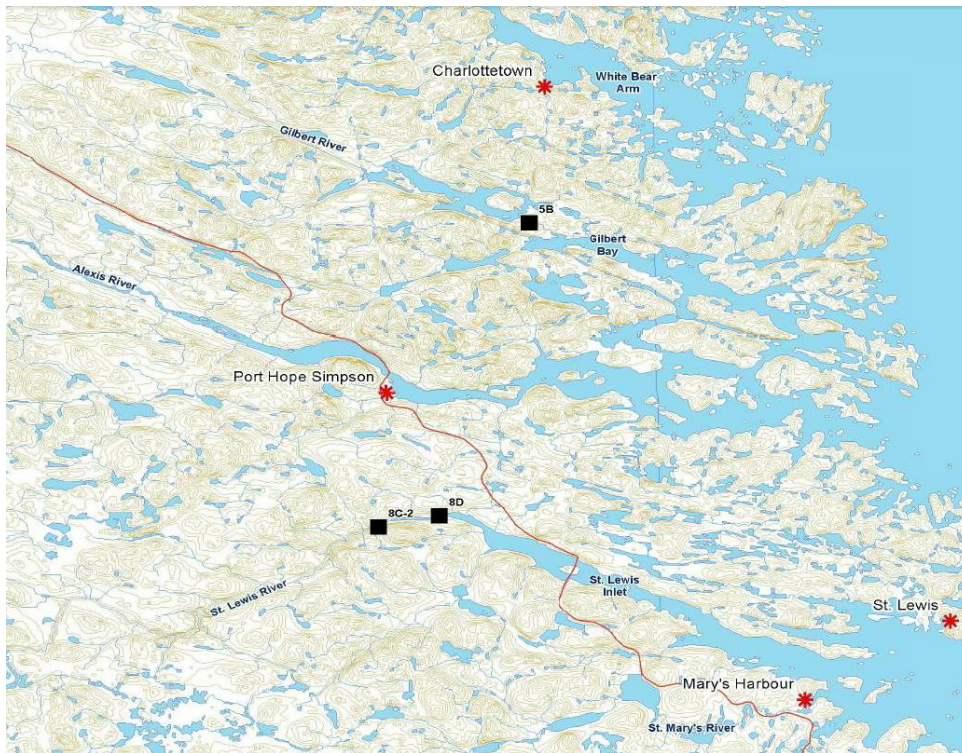 Charlottetown
White Bear
Arm
Gilbert River
5B
Gilbert
Bay
Alexis River
Port Hope Simpson
8D
8C-2
St. Lewis River
St. Lewis
Inlet
St. Lewis
Mary's Harbour
St. Mary's River